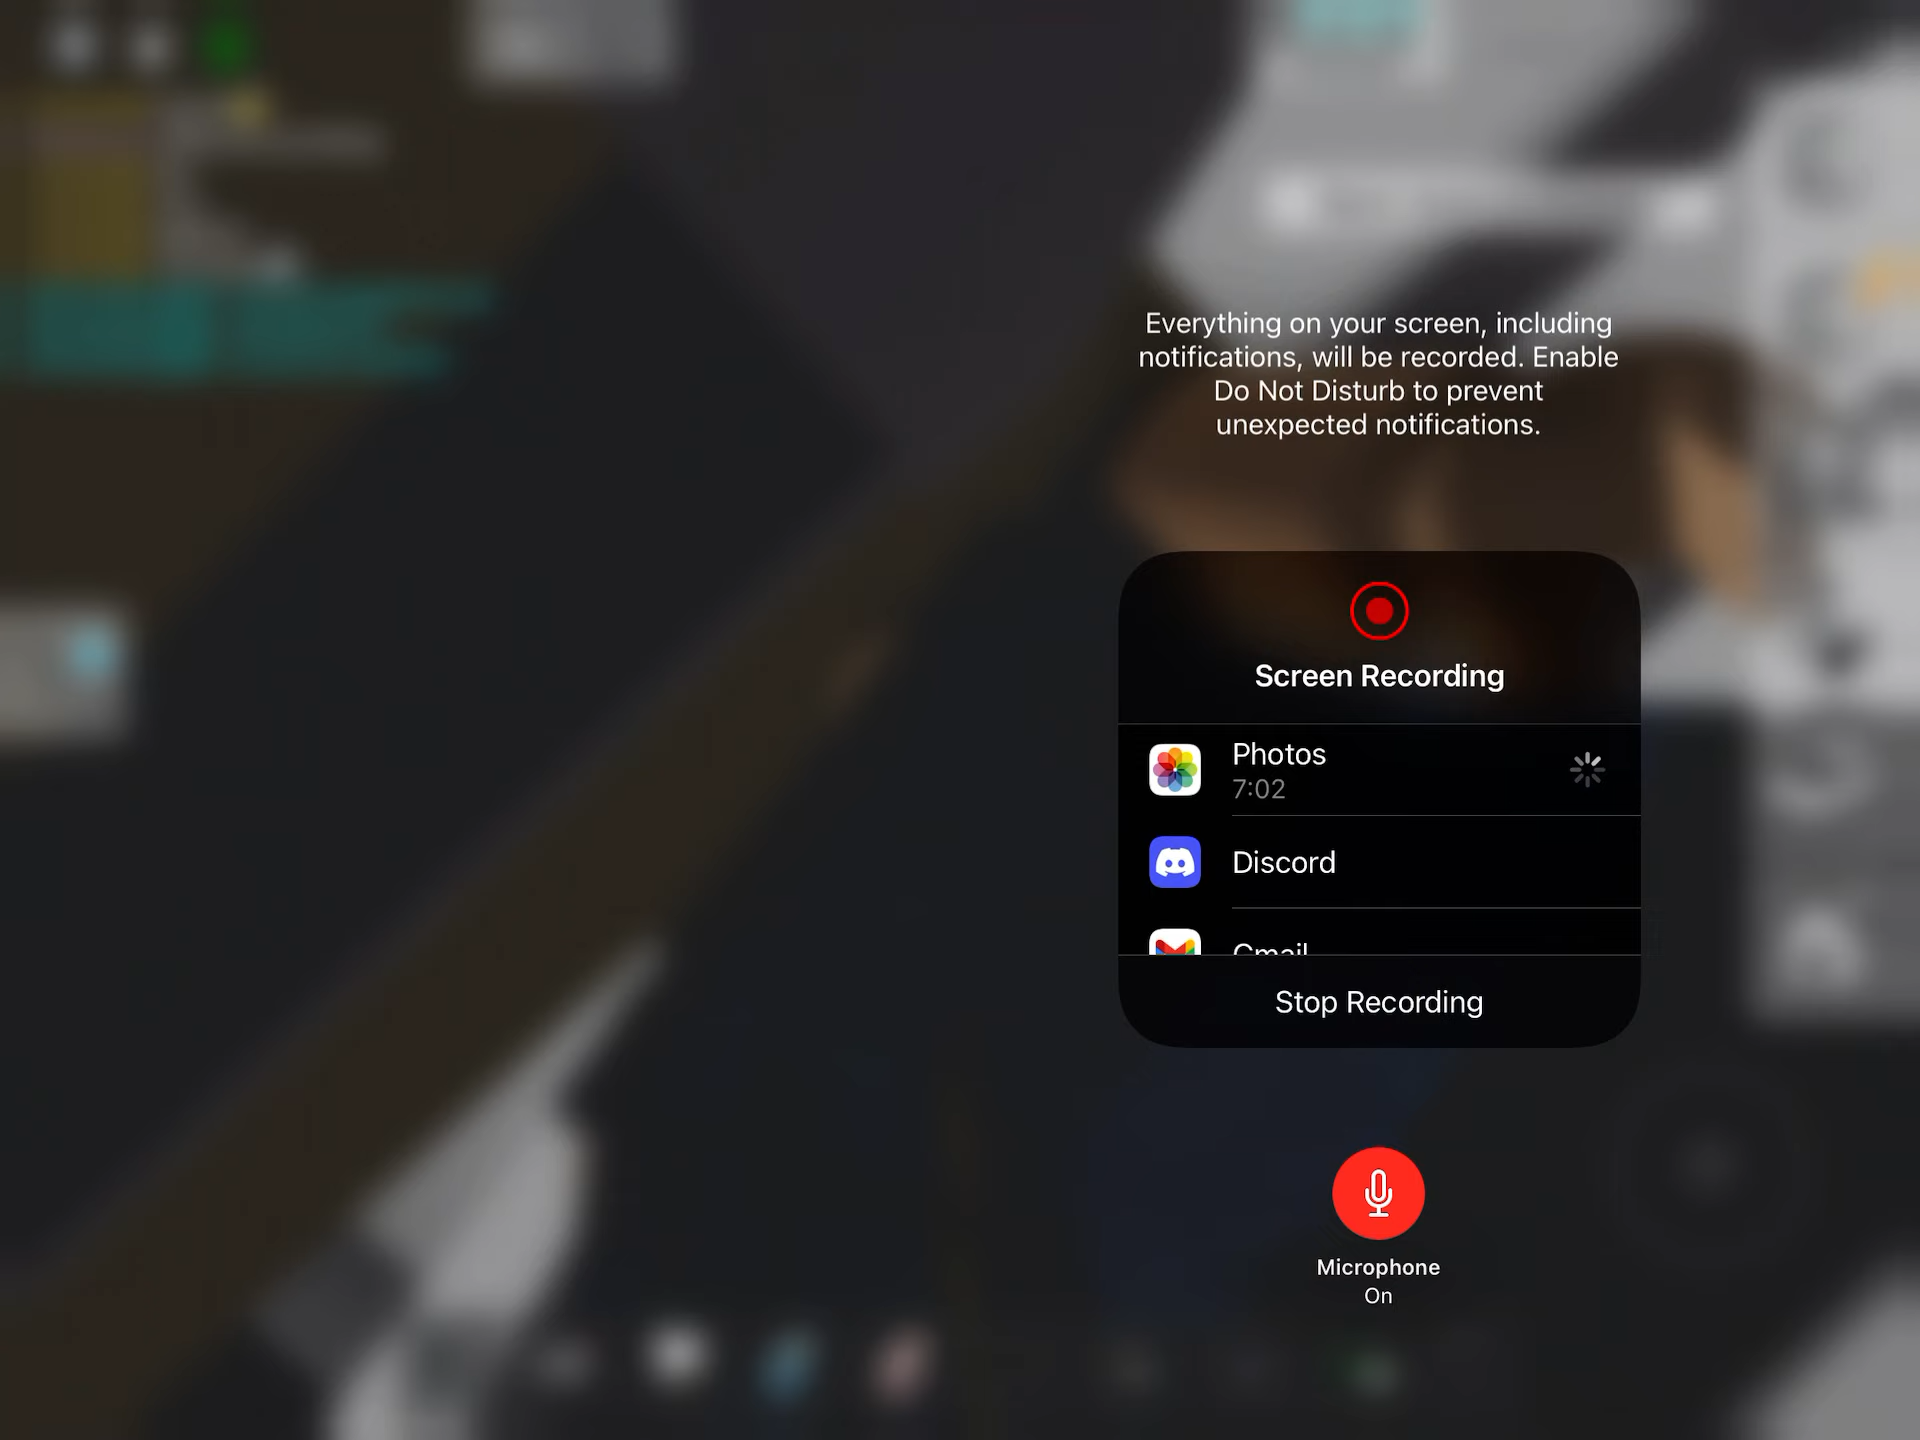 Everything on your screen, including
notifications, will be recorded. Enable
Do Not Disturb to prevent
unexpected notifications.
Screen Recording
Photos
7:02
Discord
Gmail
Stop Recording
Microphone
On